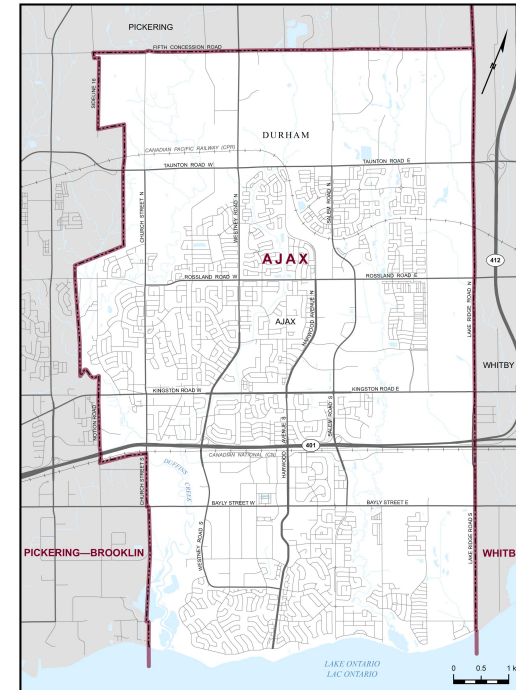 PICKERING
FIFTH CONCESSION ROAD
N
SIDELINE 16
DURHAM
CANADIAN PACIFIC RAILWAY (CPR)
TAUNTON ROAD W
TAUNTON ROAD E
CHURCH STREET N
WESTNEY ROAD N
SALEM ROAD N
AJAX
412
ROSSLAND ROAD W
ROSSLAND ROAD E
LAKE RIDGE ROAD N
AJAX
HARWOOD AVENUE N
WHITBY
KINGSTON ROAD W
KINGSTON ROAD E
NOTION ROAD
HARWOOD AVENUE S
SALEM ROAD S
401
CANADIAN NATIONAL (CN)
DUFFINS CREEK
CHURCH STREET S
BAYLY STREET W
BAYLY STREET E
WESTNEY ROAD S
LAKE RIDGE ROAD S
PICKERING—BROOKLIN
WHITB
LAKE ONTARIO
LAC ONTARIO
0 0.5 1 k